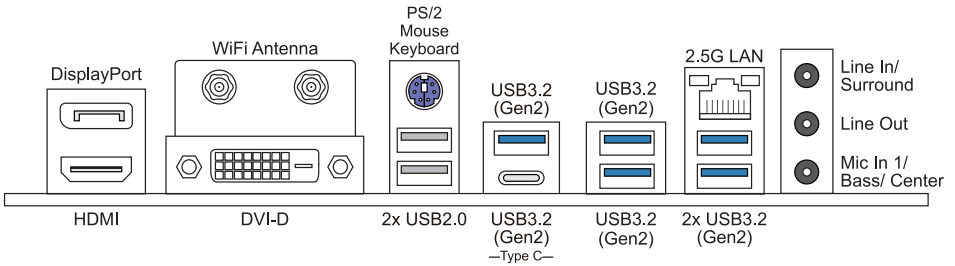 DisplayPort
HDMI
WiFi Antenna
DVI-D
PS/2
Mouse
Keyboard
2x USB2.0
USB3.2
(Gen2)
USB3.2
(Gen2)
—Type C—
USB3.2
(Gen2)
USB3.2
(Gen2)
2.5G LAN
2x USB3.2
(Gen2)
Line In/
Surround
Line Out
Mic In 1/
Bass/ Center